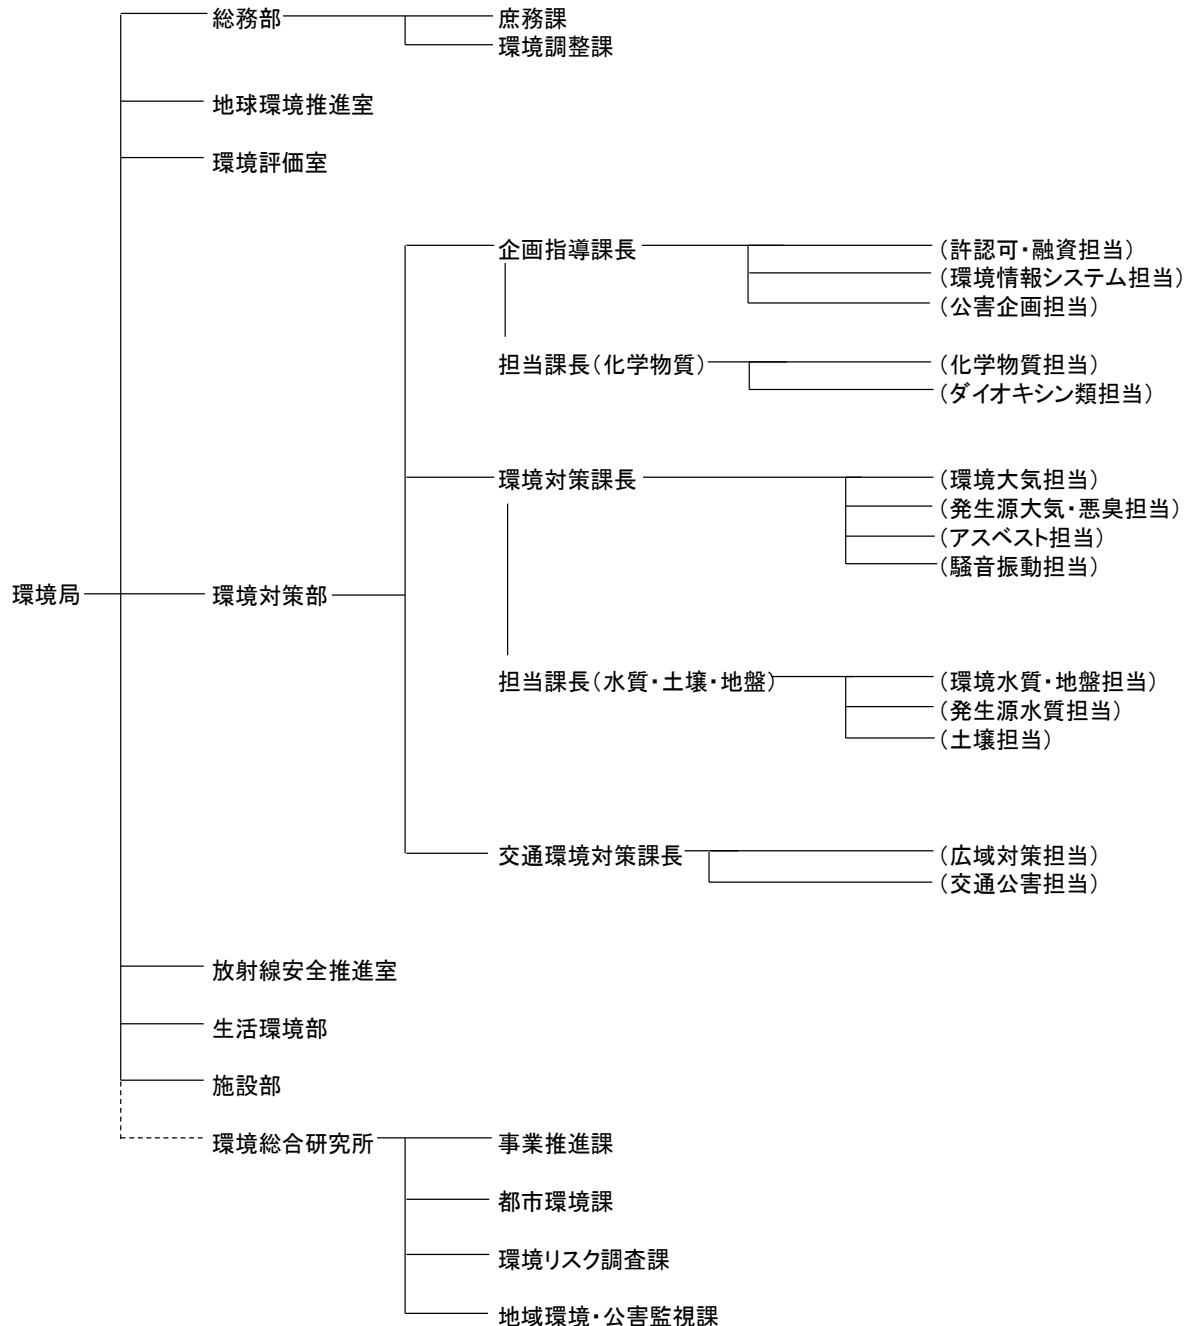 総務部
庶務課
環境調整課
地球環境推進室
環境評価室
企画指導課長
(許認可・融資担当)
(環境情報システム担当)
(公害企画担当)
担当課長(化学物質)
(化学物質担当)
(ダイオキシン類担当)
環境対策課長
(環境大気担当)
(発生源大気・悪臭担当)
(アスベスト担当)
(騒音振動担当)
環境局
環境対策部
担当課長(水質・土壌・地盤)
(環境水質・地盤担当)
(発生源水質担当)
(土壌担当)
交通環境対策課長
(広域対策担当)
(交通公害担当)
放射線安全推進室
生活環境部
施設部
環境総合研究所
事業推進課
都市環境課
環境リスク調査課
地域環境・公害監視課